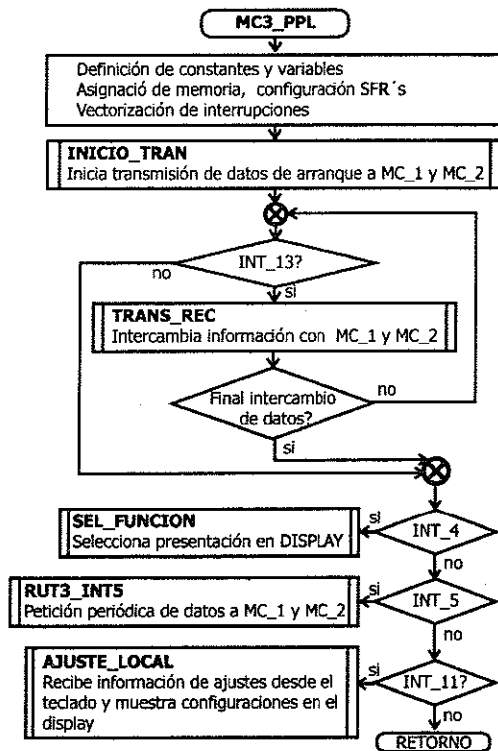 MC3_PPL
Definición de constantes y variables
Asignació de memoria, configuración SFR´s
Vectorización de interrupciones
INICIO_TRAN
Inicia transmisión de datos de arranque a MC_1 y MC_2
INT_13?
no
si
TRANS_REC
Intercambia información con MC_1 y MC_2
Final intercambio
de datos?
no
si
SEL_FUNCION
Selecciona presentación en DISPLAY
si
INT_4
no
RUT3_INT5
Petición periódica de datos a MC_1 y MC_2
si
INT_5
no
AJUSTE_LOCAL
Recibe información de ajustes desde el
teclado y muestra configuraciones en el
display
si
INT_11?
no
RETORNO